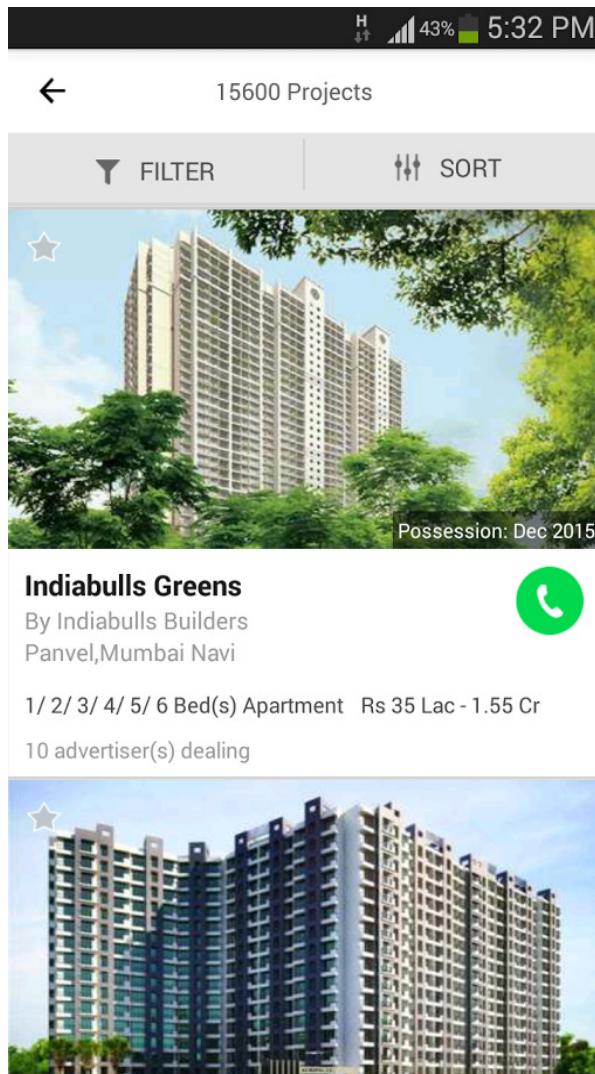 H 43% 5:32 PM
15600 Projects
FILTER SORT
Possession: Dec 2015
Indiabulls Greens
By Indiabulls Builders
Panvel,Mumbai Navi
1/ 2/ 3/ 4/ 5/ 6 Bed(s) Apartment Rs 35 Lac - 1.55 Cr
10 advertiser(s) dealing